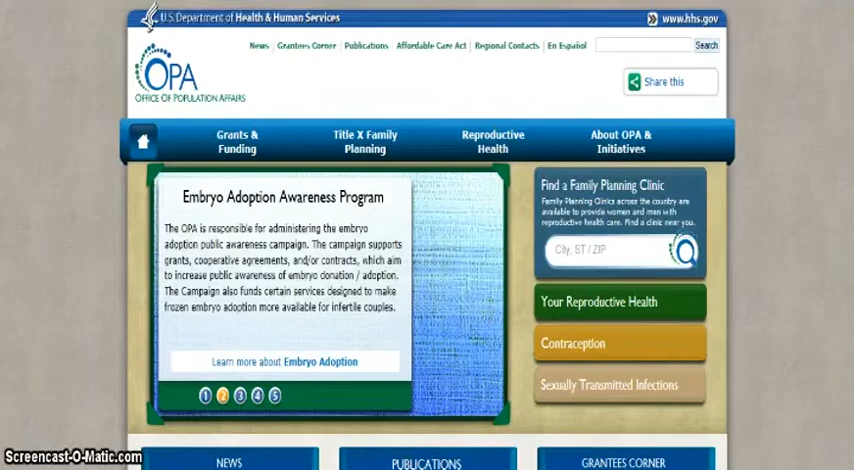 U.S. Department of Health & Human Services
www.hhs.gov
News Grantees Corner Publications Affordable Care Act Regional Contacts En Español
Search
OPA
OFFICE OF POPULATION AFFAIRS
Share this
Grants &
Funding
Title X Family
Planning
Reproductive
Health
About OPA &
Initiatives
Embryo Adoption Awareness Program
The OPA is responsible for administering the embryo
adoption public awareness campaign. The campaign supports
grants, cooperative agreements, and/or contracts, which aim
to increase public awareness of embryo donation / adoption.
The Campaign also funds certain services designed to make
frozen embryo adoption more available for infertile couples.
Learn more about Embryo Adoption
1 2 3 4 5
Find a Family Planning Clinic
Family Planning Clinics across the country are
available to provide women and men with
reproductive health care. Find a clinic near you.
City, ST / ZIP
Your Reproductive Health
Contraception
Sexually Transmitted Infections
NEWS
PUBLICATIONS
GRANTEES CORNER
Screencast-O-Matic.com